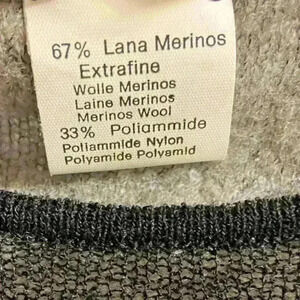 67% Lana Merinos
Extrafine
Wolle Merinos
Laine Merinos
Merinos Wool
33% Poliammide
Poliammide Nylon
Polyamide Polyamid